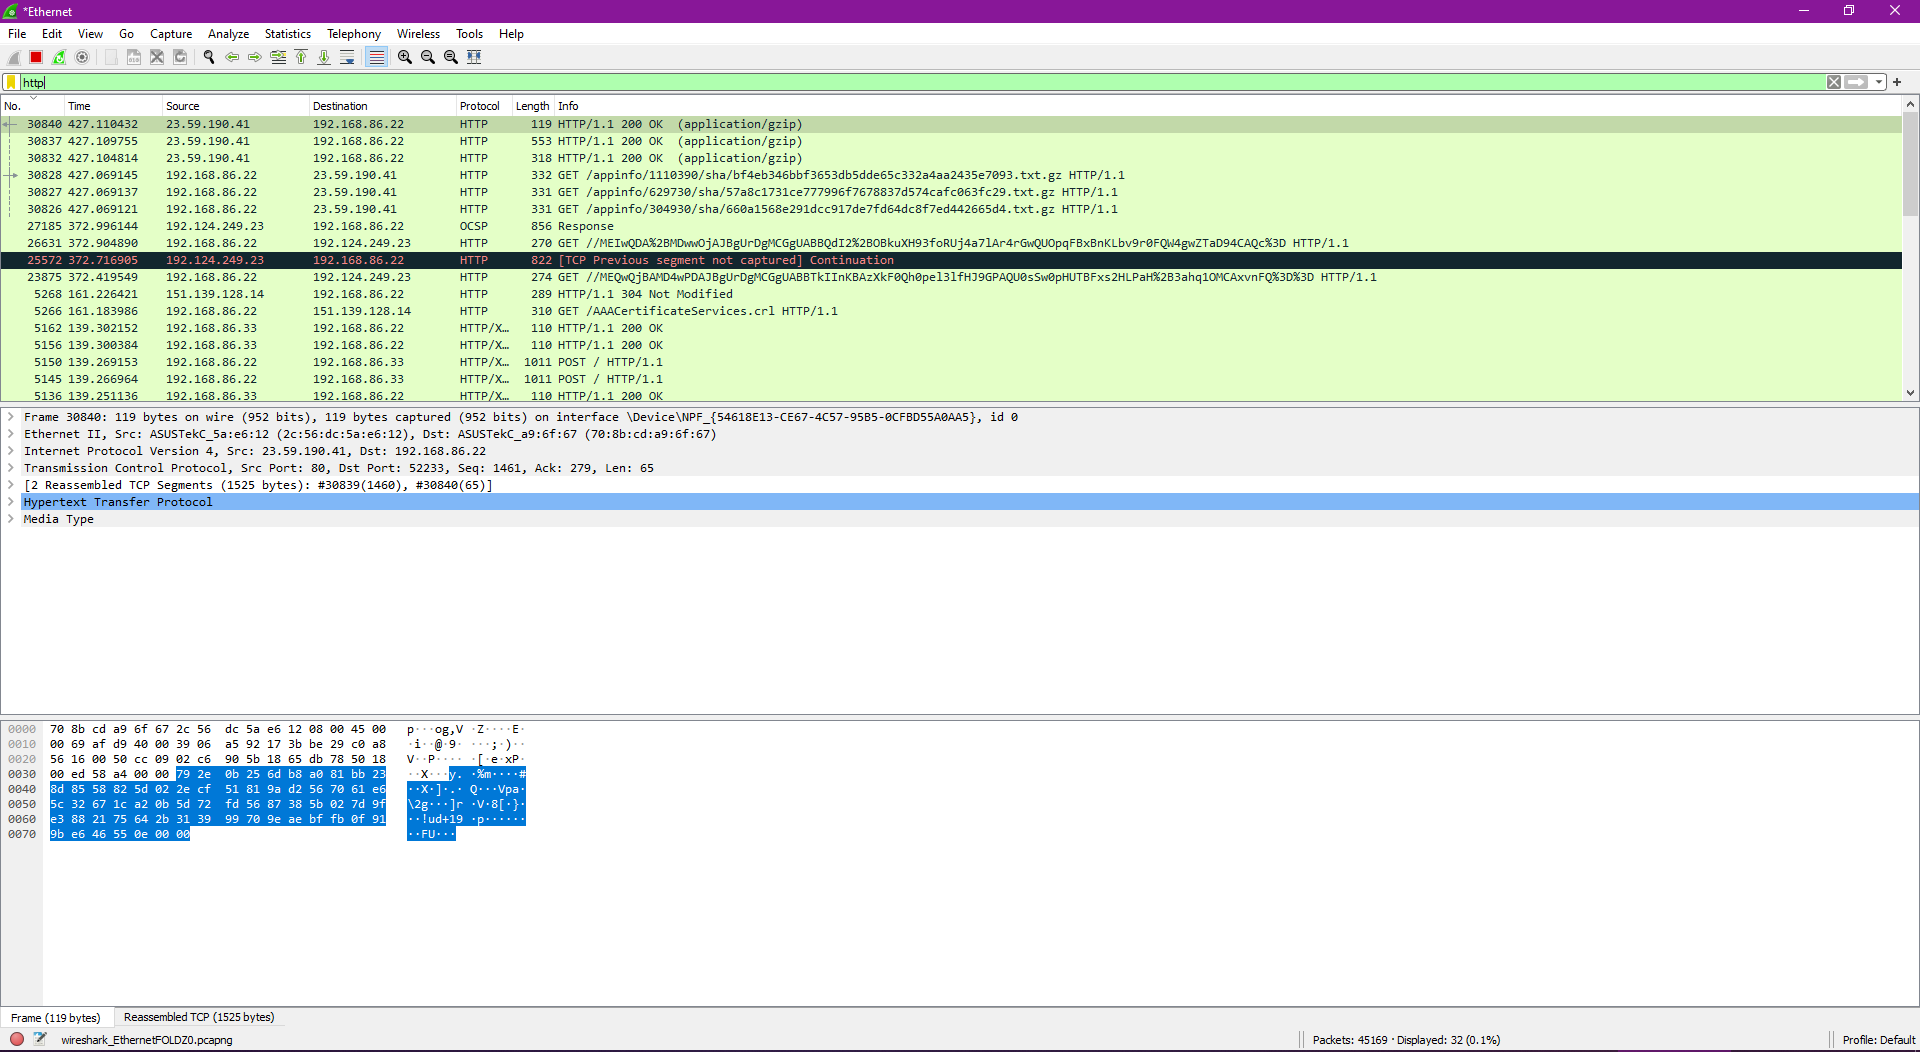 *Ethernet
File Edit View Go Capture Analyze Statistics Telephony Wireless Tools Help
http
No. Time Source Destination Protocol Length Info
30840 427.110432 23.59.190.41 192.168.86.22 HTTP 119 HTTP/1.1 200 OK (application/gzip)
30837 427.109755 23.59.190.41 192.168.86.22 HTTP 553 HTTP/1.1 200 OK (application/gzip)
30832 427.104814 23.59.190.41 192.168.86.22 HTTP 318 HTTP/1.1 200 OK (application/gzip)
30828 427.069145 192.168.86.22 23.59.190.41 HTTP 332 GET /appinfo/1110390/sha/bf4eb346bbf3653db5dde65c332a4aa2435e7093.txt.gz HTTP/1.1
30827 427.069137 192.168.86.22 23.59.190.41 HTTP 331 GET /appinfo/629730/sha/57a8c1731ce777996f7678837d574cafc063fc29.txt.gz HTTP/1.1
30826 427.069121 192.168.86.22 23.59.190.41 HTTP 331 GET /appinfo/304930/sha/660a1568e291dcc917de7fd64dc8f7ed442665d4.txt.gz HTTP/1.1
27185 372.996144 192.124.249.23 192.168.86.22 OCSP 856 Response
26631 372.904890 192.168.86.22 192.124.249.23 HTTP 270 GET //MEIwQDA%2BMDwwOjAJBgUrDgMCGgUABBQdI2%2BOBkuXH93foRUj4a7lAr4rGwQUOpqFBxBnKLbv9r0FQW4gwZTaD94CAQc%3D HTTP/1.1
25572 372.716905 192.124.249.23 192.168.86.22 HTTP 822 [TCP Previous segment not captured] Continuation
23875 372.419549 192.168.86.22 192.124.249.23 HTTP 274 GET //MEQwQjBAMD4wPDAJBgUrDgMCGgUABBTkIInKBAzXkF0Qh0pel3lfHJ9GPAQU0sSw0pHUTBFxs2HLPaH%2B3ahq1OMCAxvnFQ%3D%3D HTTP/1.1
5268 161.226421 151.139.128.14 192.168.86.22 HTTP 289 HTTP/1.1 304 Not Modified
5266 161.183986 192.168.86.22 151.139.128.14 HTTP 310 GET /AAACertificateServices.crl HTTP/1.1
5162 139.302152 192.168.86.33 192.168.86.22 HTTP/X… 110 HTTP/1.1 200 OK
5156 139.300384 192.168.86.33 192.168.86.22 HTTP/X… 110 HTTP/1.1 200 OK
5150 139.269153 192.168.86.22 192.168.86.33 HTTP/X… 1011 POST / HTTP/1.1
5145 139.266964 192.168.86.22 192.168.86.33 HTTP/X… 1011 POST / HTTP/1.1
5136 139.251136 192.168.86.33 192.168.86.22 HTTP/X… 110 HTTP/1.1 200 OK
Frame 30840: 119 bytes on wire (952 bits), 119 bytes captured (952 bits) on interface \Device\NPF_{54618E13-CE67-4C57-95B5-0CFBD55A0AA5}, id 0
Ethernet II, Src: ASUSTekC_5a:e6:12 (2c:56:dc:5a:e6:12), Dst: ASUSTekC_a9:6f:67 (70:8b:cd:a9:6f:67)
Internet Protocol Version 4, Src: 23.59.190.41, Dst: 192.168.86.22
Transmission Control Protocol, Src Port: 80, Dst Port: 52233, Seq: 1461, Ack: 279, Len: 65
[2 Reassembled TCP Segments (1525 bytes): #30839(1460), #30840(65)]
Hypertext Transfer Protocol
Media Type
0000 70 8b cd a9 6f 67 2c 56 dc 5a e6 12 08 00 45 00 p···og,V ·Z····E·
0010 00 69 af d9 40 00 39 06 a5 92 17 3b be 29 c0 a8 ·i··@·9· ···;·)··
0020 56 16 00 50 cc 09 02 c6 90 5b 18 65 db 78 50 18 V··P···· ·[·e·xP·
0030 00 ed 58 a4 00 00 79 2e 0b 25 6d b8 a0 81 bb 23 ··X···y. ·%m····#
0040 8d 85 58 82 5d 02 2e cf 51 81 9a d2 56 70 61 e6 ··X·]·.· Q···Vpa·
0050 5c 32 67 1c a2 0b 5d 72 fd 56 87 38 5b 02 7d 9f \2g···]r ·V·8[·}·
0060 e3 88 21 75 64 2b 31 39 99 70 9e ae bf fb 0f 91 ··!ud+19 ·p······
0070 9b e6 46 55 0e 00 00 ··FU···
Frame (119 bytes) Reassembled TCP (1525 bytes)
wireshark_EthernetFOLDZ0.pcapng Packets: 45169 · Displayed: 32 (0.1%) Profile: Default